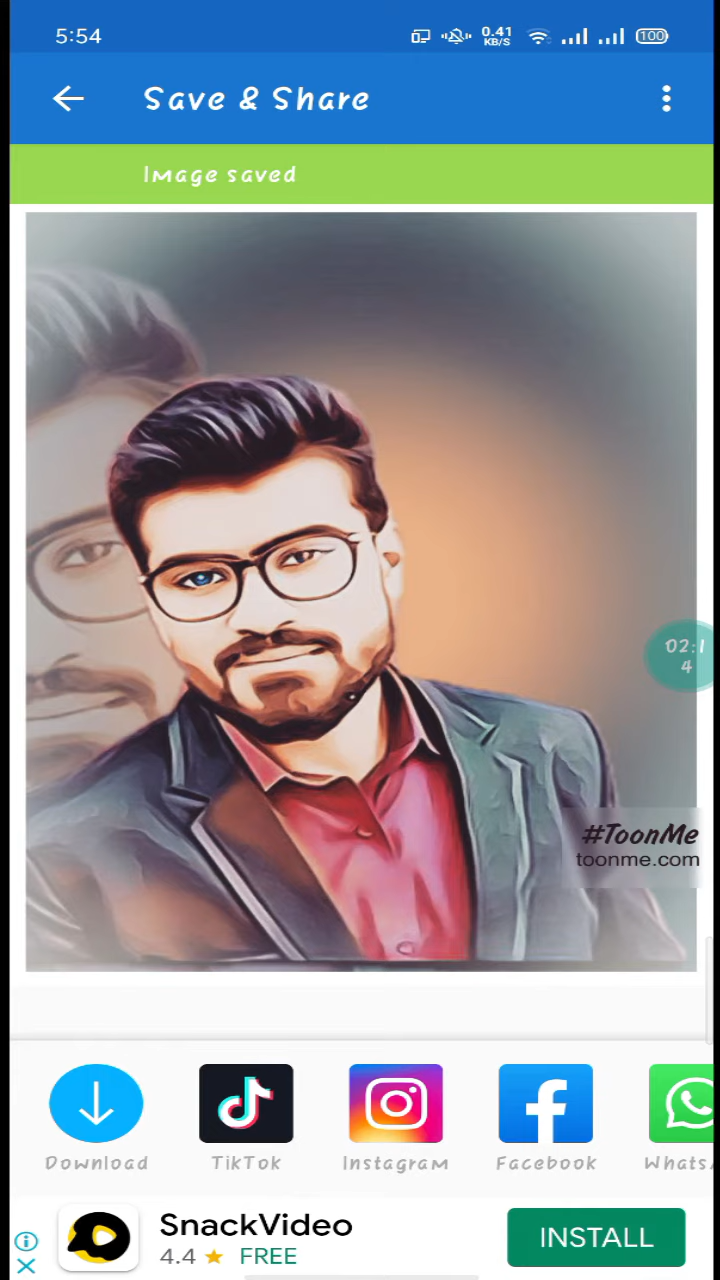 5:54
0.41
KB/S
100
Save & Share
Image saved
02:1
4
#ToonMe
toonme.com
Download
TikTok
Instagram
Facebook
WhatsA
SnackVideo
4.4 ★ FREE
INSTALL